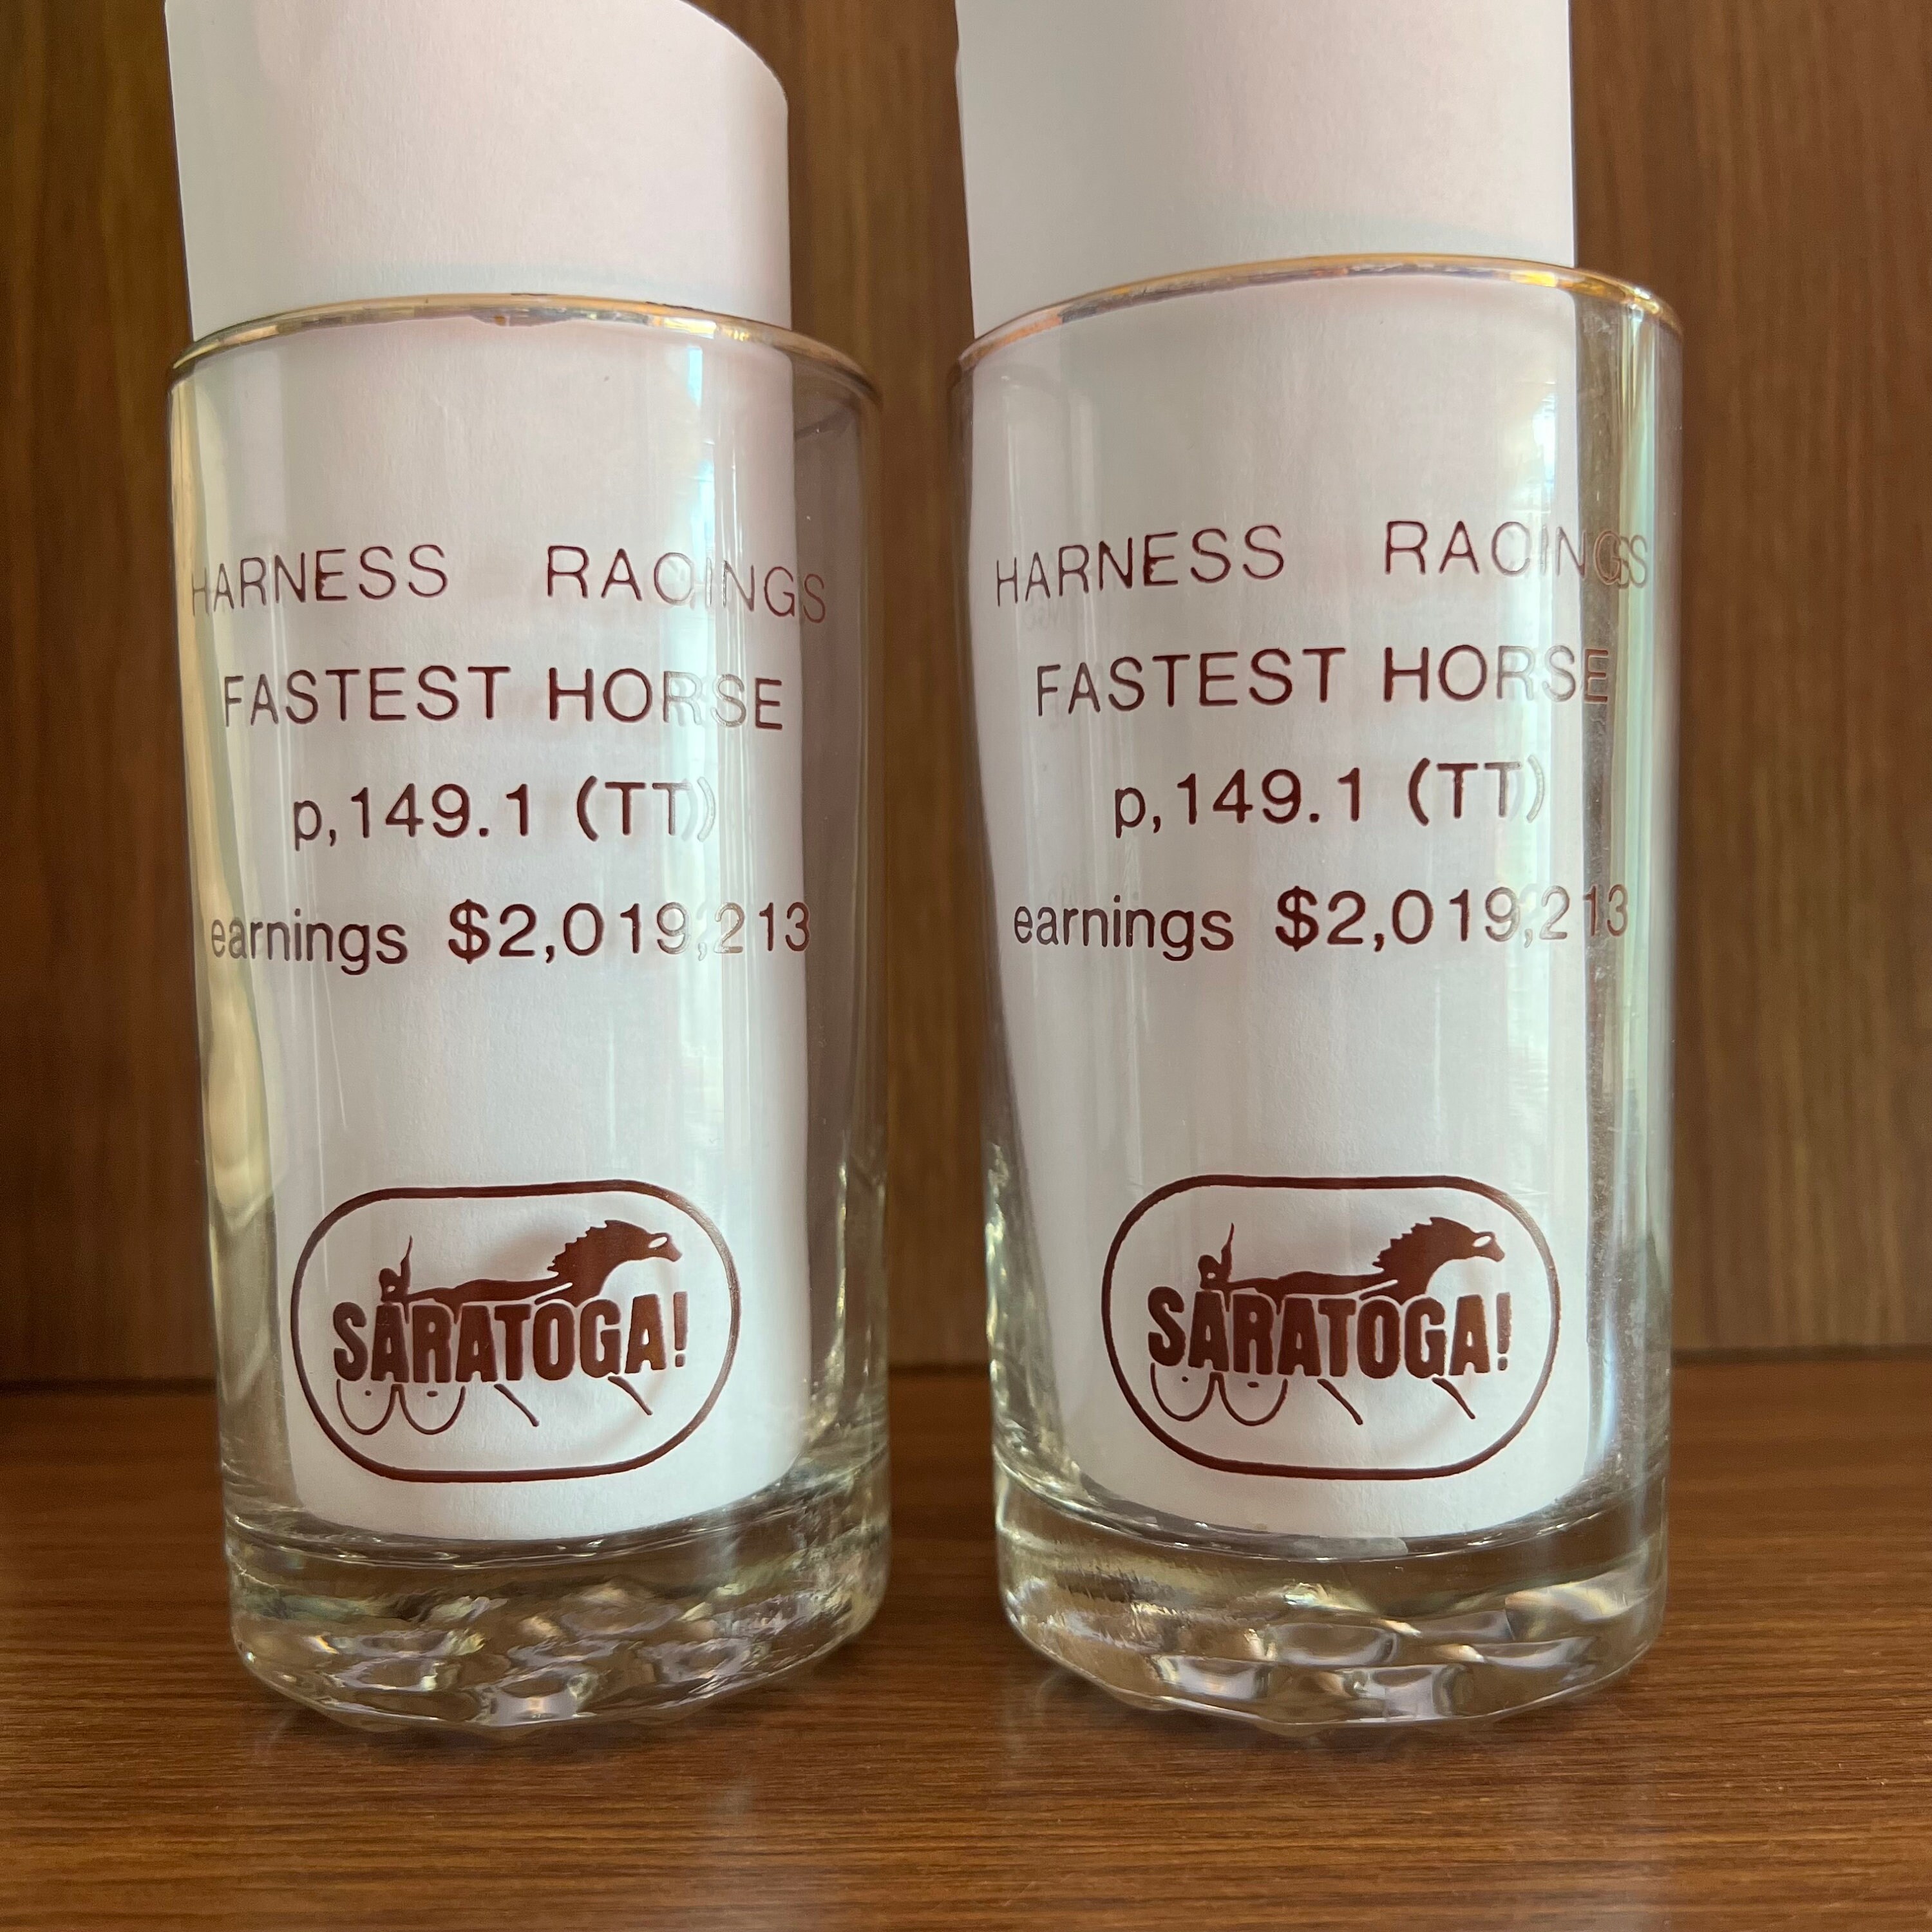 HARNESS RACINGS
FASTEST HORSE
p,149.1 (TT)
earnings $2,019,213
SARATOGA!
HARNESS RACINGS
FASTEST HORSE
p,149.1 (TT)
earnings $2,019,213
SARATOGA!